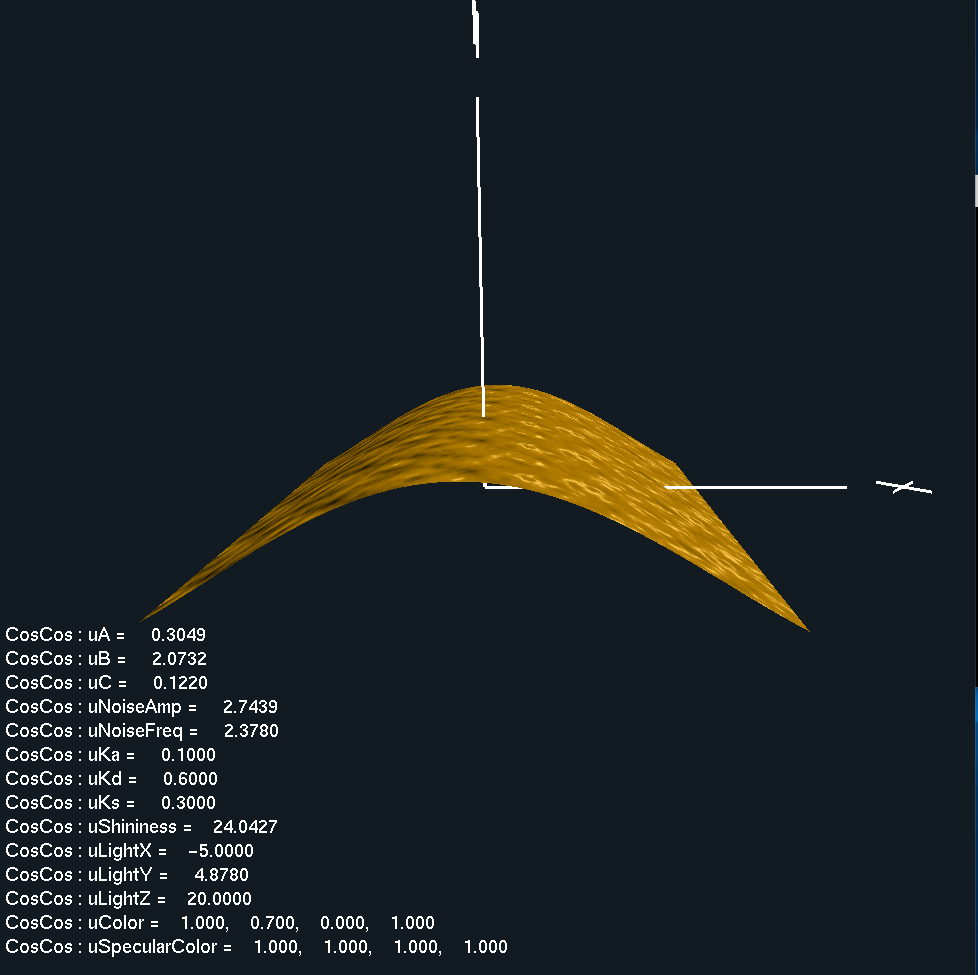 CosCos : uA = 0.3049
CosCos : uB = 2.0732
CosCos : uC = 0.1220
CosCos : uNoiseAmp = 2.7439
CosCos : uNoiseFreq = 2.3780
CosCos : uKa = 0.1000
CosCos : uKd = 0.6000
CosCos : uKs = 0.3000
CosCos : uShininess = 24.0427
CosCos : uLightX = −5.0000
CosCos : uLightY = 4.8780
CosCos : uLightZ = 20.0000
CosCos : uColor = 1.000, 0.700, 0.000, 1.000
CosCos : uSpecularColor = 1.000, 1.000, 1.000, 1.000